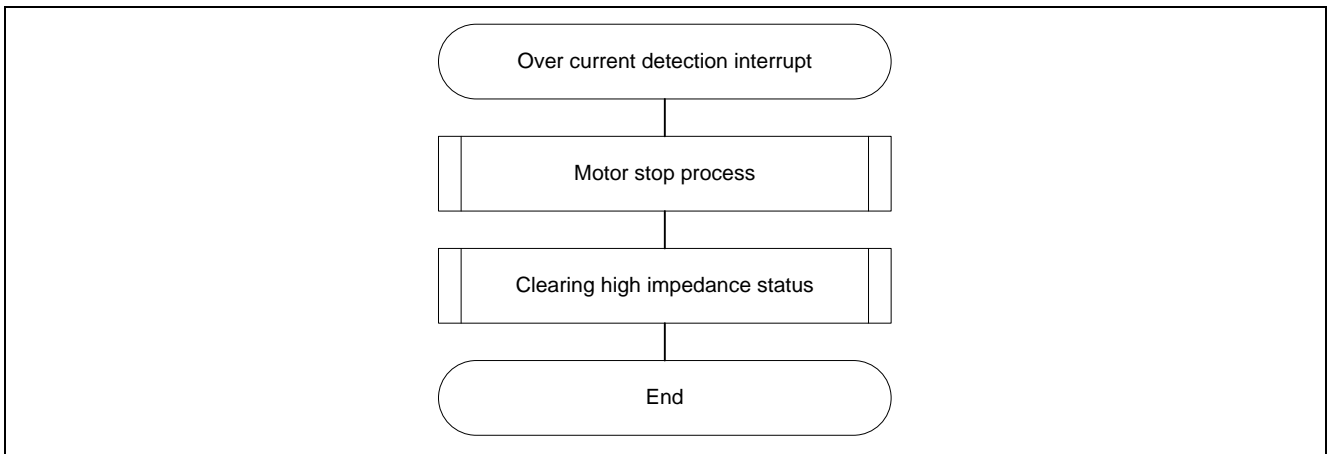 Over current detection interrupt
Motor stop process
Clearing high impedance status
End